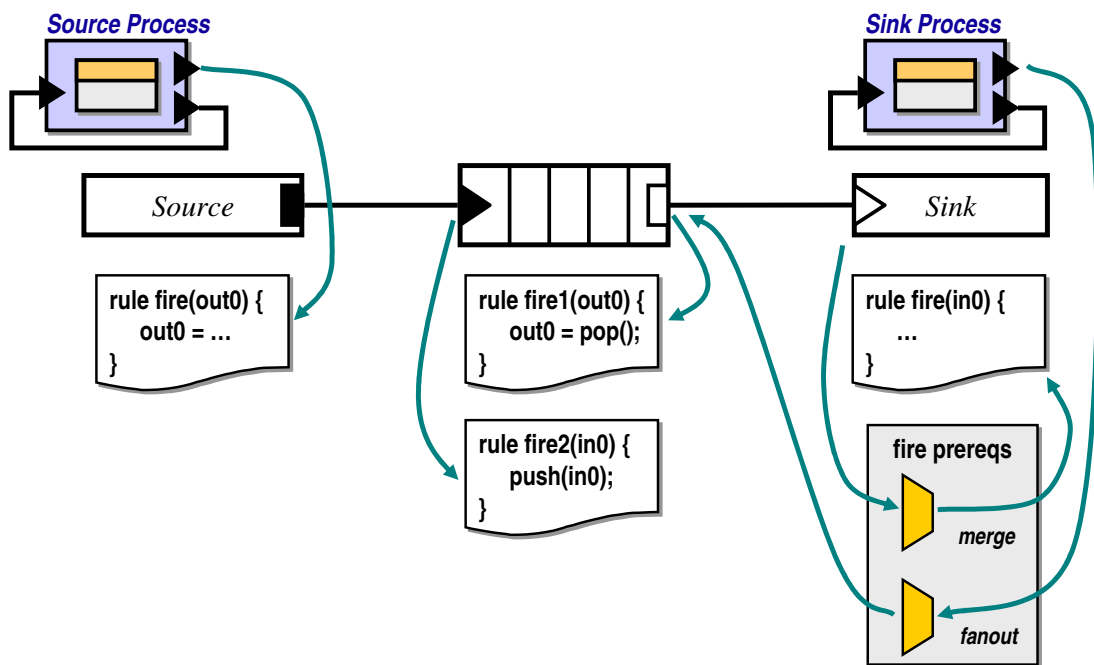 Source Process
Sink Process
Source
Sink
rule fire(out0) {
out0 = …
}
rule fire1(out0) {
out0 = pop();
}
rule fire(in0) {
…
}
rule fire2(in0) {
push(in0);
}
fire prereqs
merge
fanout